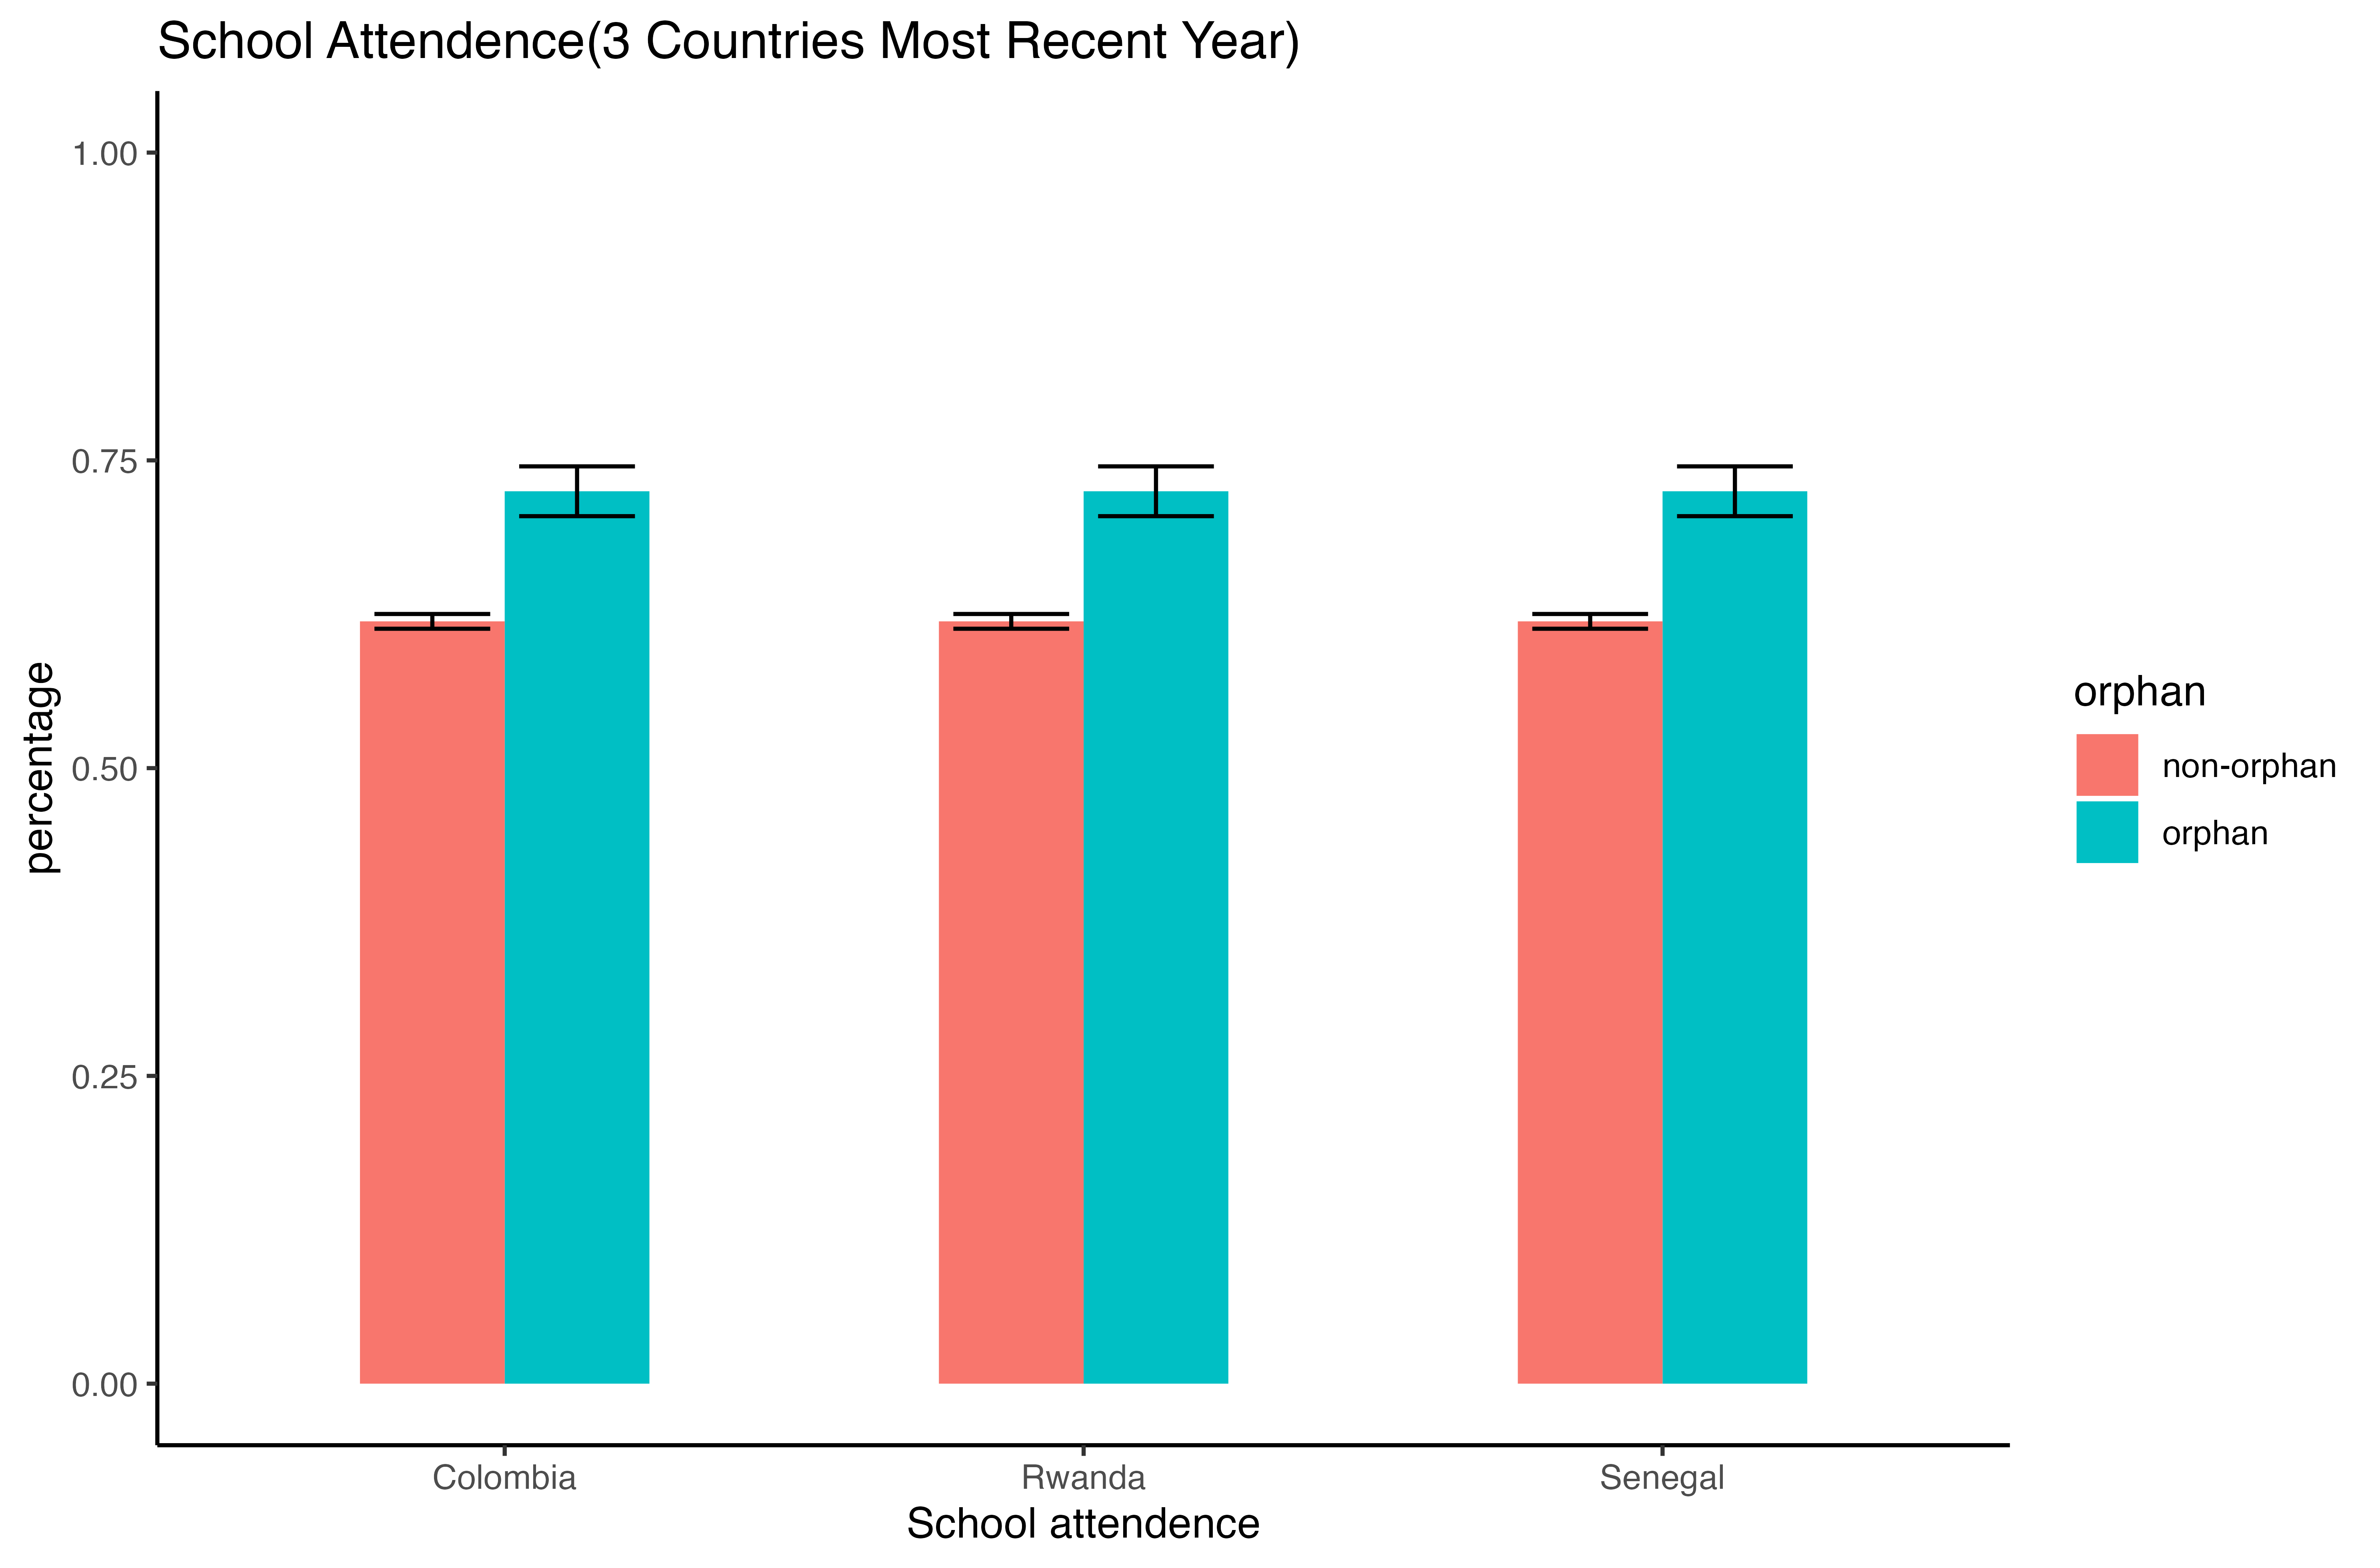 School Attendence(3 Countries Most Recent Year)
1.00
0.75
0.50
0.25
0.00
percentage
Colombia
Rwanda
Senegal
School attendence
orphan
non-orphan
orphan